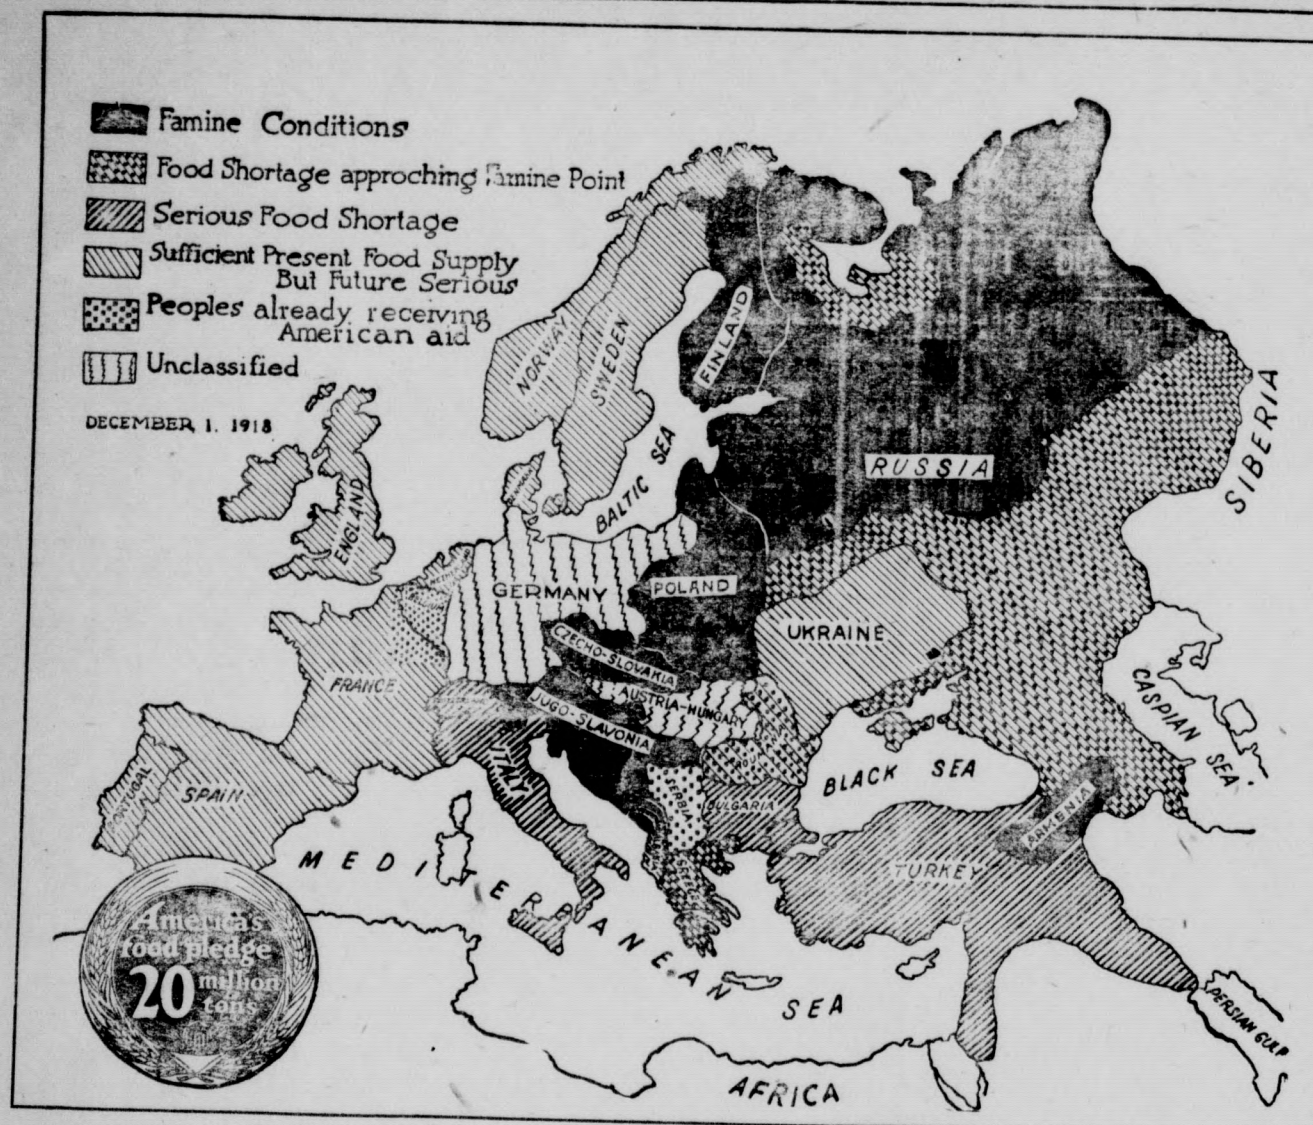 Famine Conditions
Food Shortage approching Famine Point
Serious Food Shortage
Sufficient Present Food Supply
But Future Serious
Peoples already receiving
American aid
Unclassified
DECEMBER, 1. 1918
NORWAY
SWEDEN
FINLAND
RUSSIA
SIBERIA
BALTIC SEA
ENGLAND
GERMANY
POLAND
UKRAINE
CZECHO-SLOVAKIA
AUSTRIA-HUNGARY
JUGO-SLAVONIA
FRANCE
ITALY
SPAIN
PORTUGAL
BULGARIA
BLACK SEA
CASPIAN SEA
ARMENIA
TURKEY
MEDITERRANEAN SEA
PERSIAN GULF
AFRICA
America's
food pledge
20 million
tons